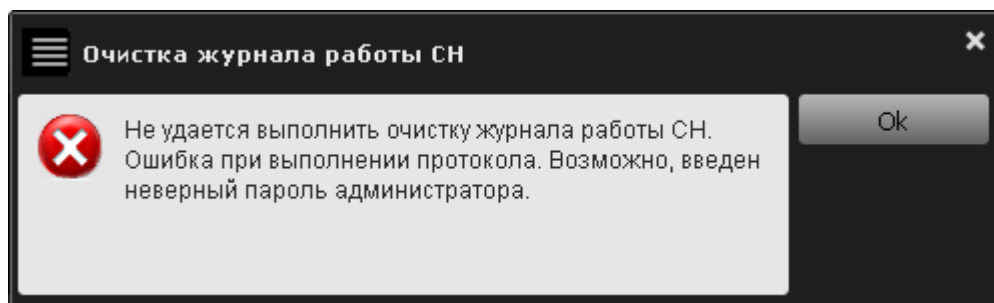 Очистка журнала работы СН
Не удается выполнить очистку журнала работы СН.
Ошибка при выполнении протокола. Возможно, введен
неверный пароль администратора.
Ok